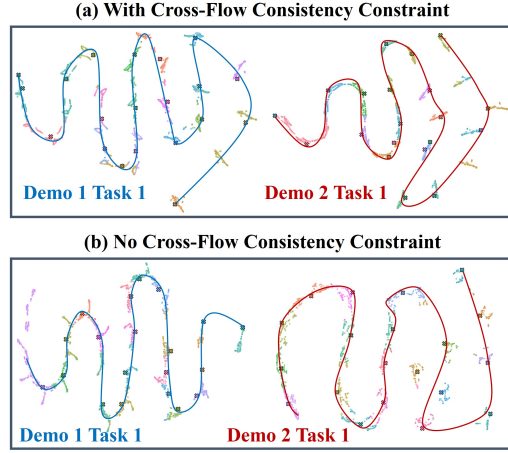 (a) With Cross-Flow Consistency Constraint
Demo 1 Task 1
Demo 2 Task 1
(b) No Cross-Flow Consistency Constraint
Demo 1 Task 1
Demo 2 Task 1